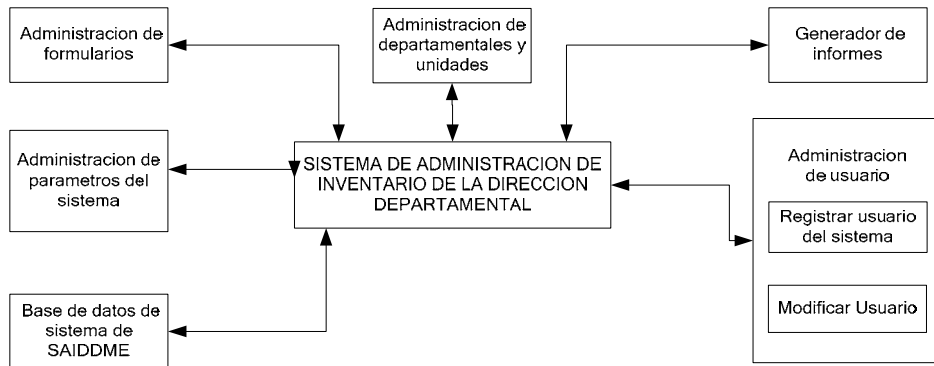 Administracion de
formularios
Administracion de
departamentales y
unidades
Generador de
informes
Administracion de
parametros del
sistema
SISTEMA DE ADMINISTRACION DE
INVENTARIO DE LA DIRECCION
DEPARTAMENTAL
Administracion
de usuario
Registrar usuario
del sistema
Modificar Usuario
Base de datos de
sistema de
SAIDDME